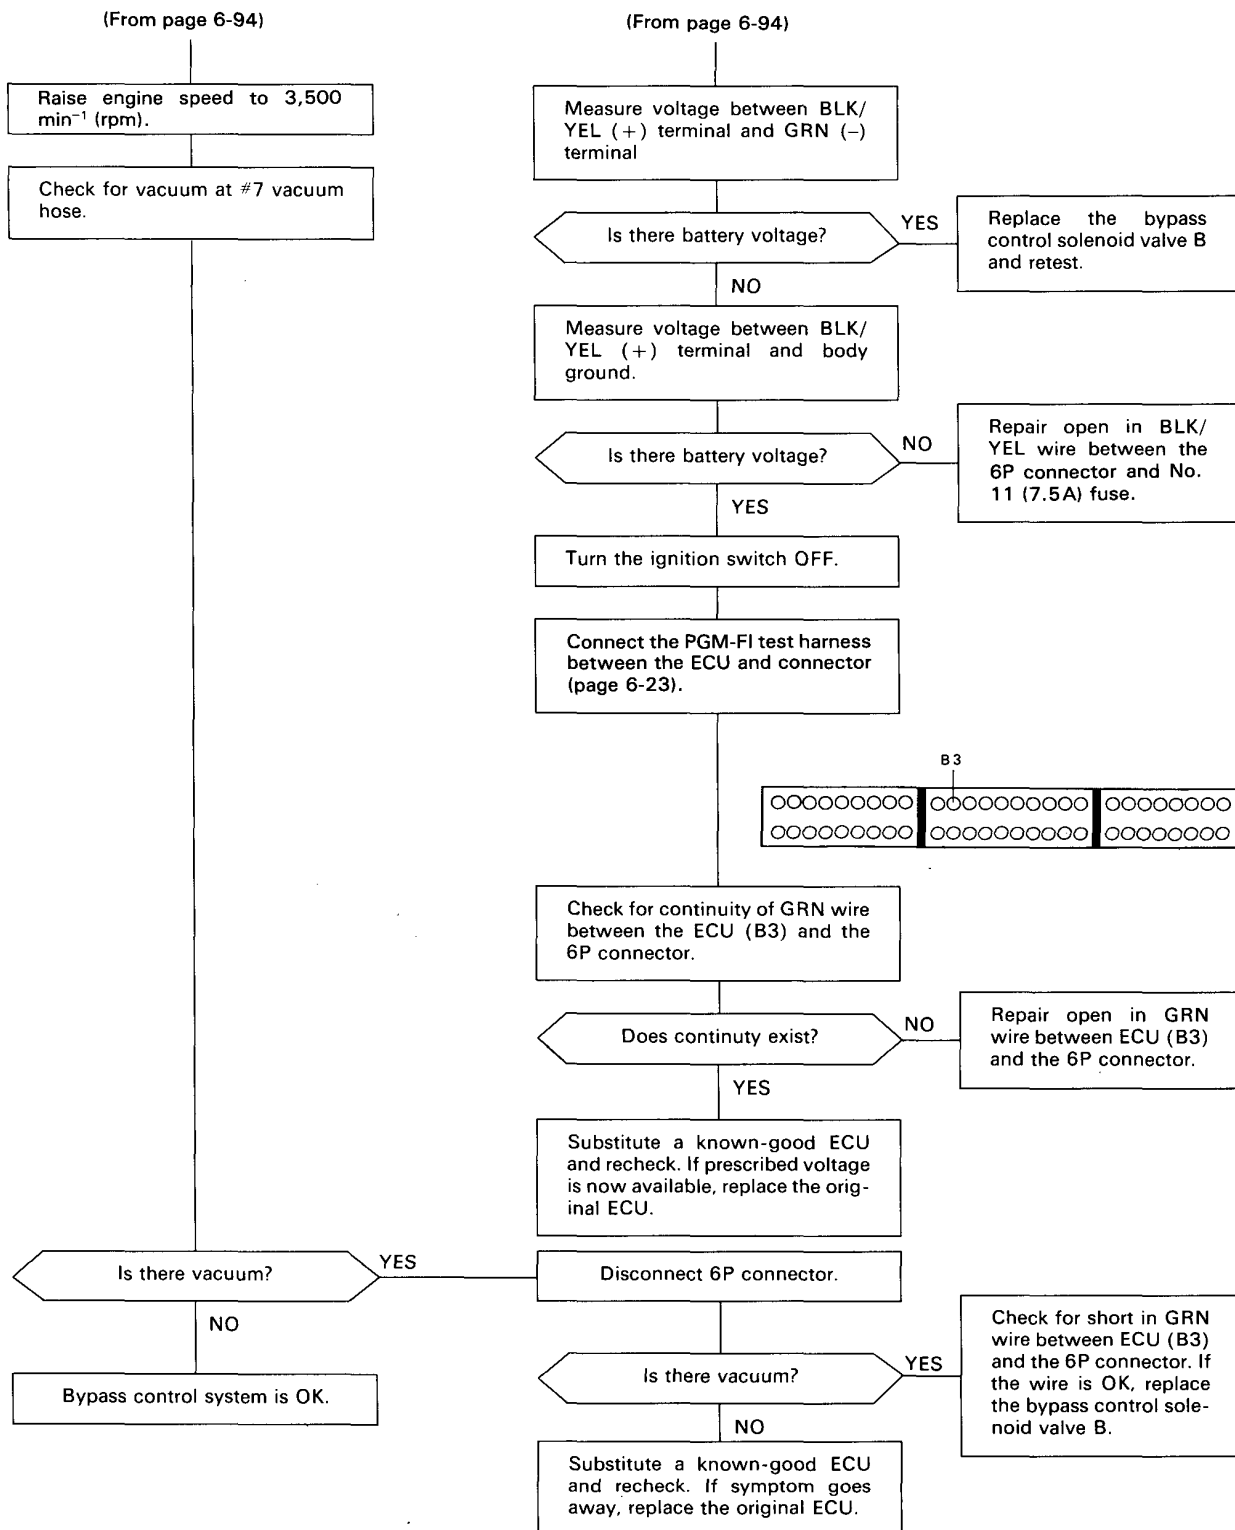 (From page 6-94)
Raise engine speed to 3,500
min⁻¹ (rpm).
Check for vacuum at #7 vacuum
hose.
(From page 6-94)
Measure voltage between BLK/
YEL (+) terminal and GRN (–)
terminal
Is there battery voltage?
YES
Replace the bypass
control solenoid valve B
and retest.
NO
Measure voltage between BLK/
YEL (+) terminal and body
ground.
Is there battery voltage?
NO
Repair open in BLK/
YEL wire between the
6P connector and No.
11 (7.5A) fuse.
YES
Turn the ignition switch OFF.
Connect the PGM-FI test harness
between the ECU and connector
(page 6-23).
B3
Check for continuity of GRN wire
between the ECU (B3) and the
6P connector.
Does continuty exist?
NO
Repair open in GRN
wire between ECU (B3)
and the 6P connector.
YES
Substitute a known-good ECU
and recheck. If prescribed voltage
is now available, replace the orig-
inal ECU.
Is there vacuum?
YES
Disconnect 6P connector.
NO
Bypass control system is OK.
Is there vacuum?
YES
Check for short in GRN
wire between ECU (B3)
and the 6P connector. If
the wire is OK, replace
the bypass control sole-
noid valve B.
NO
Substitute a known-good ECU
and recheck. If symptom goes
away, replace the original ECU.